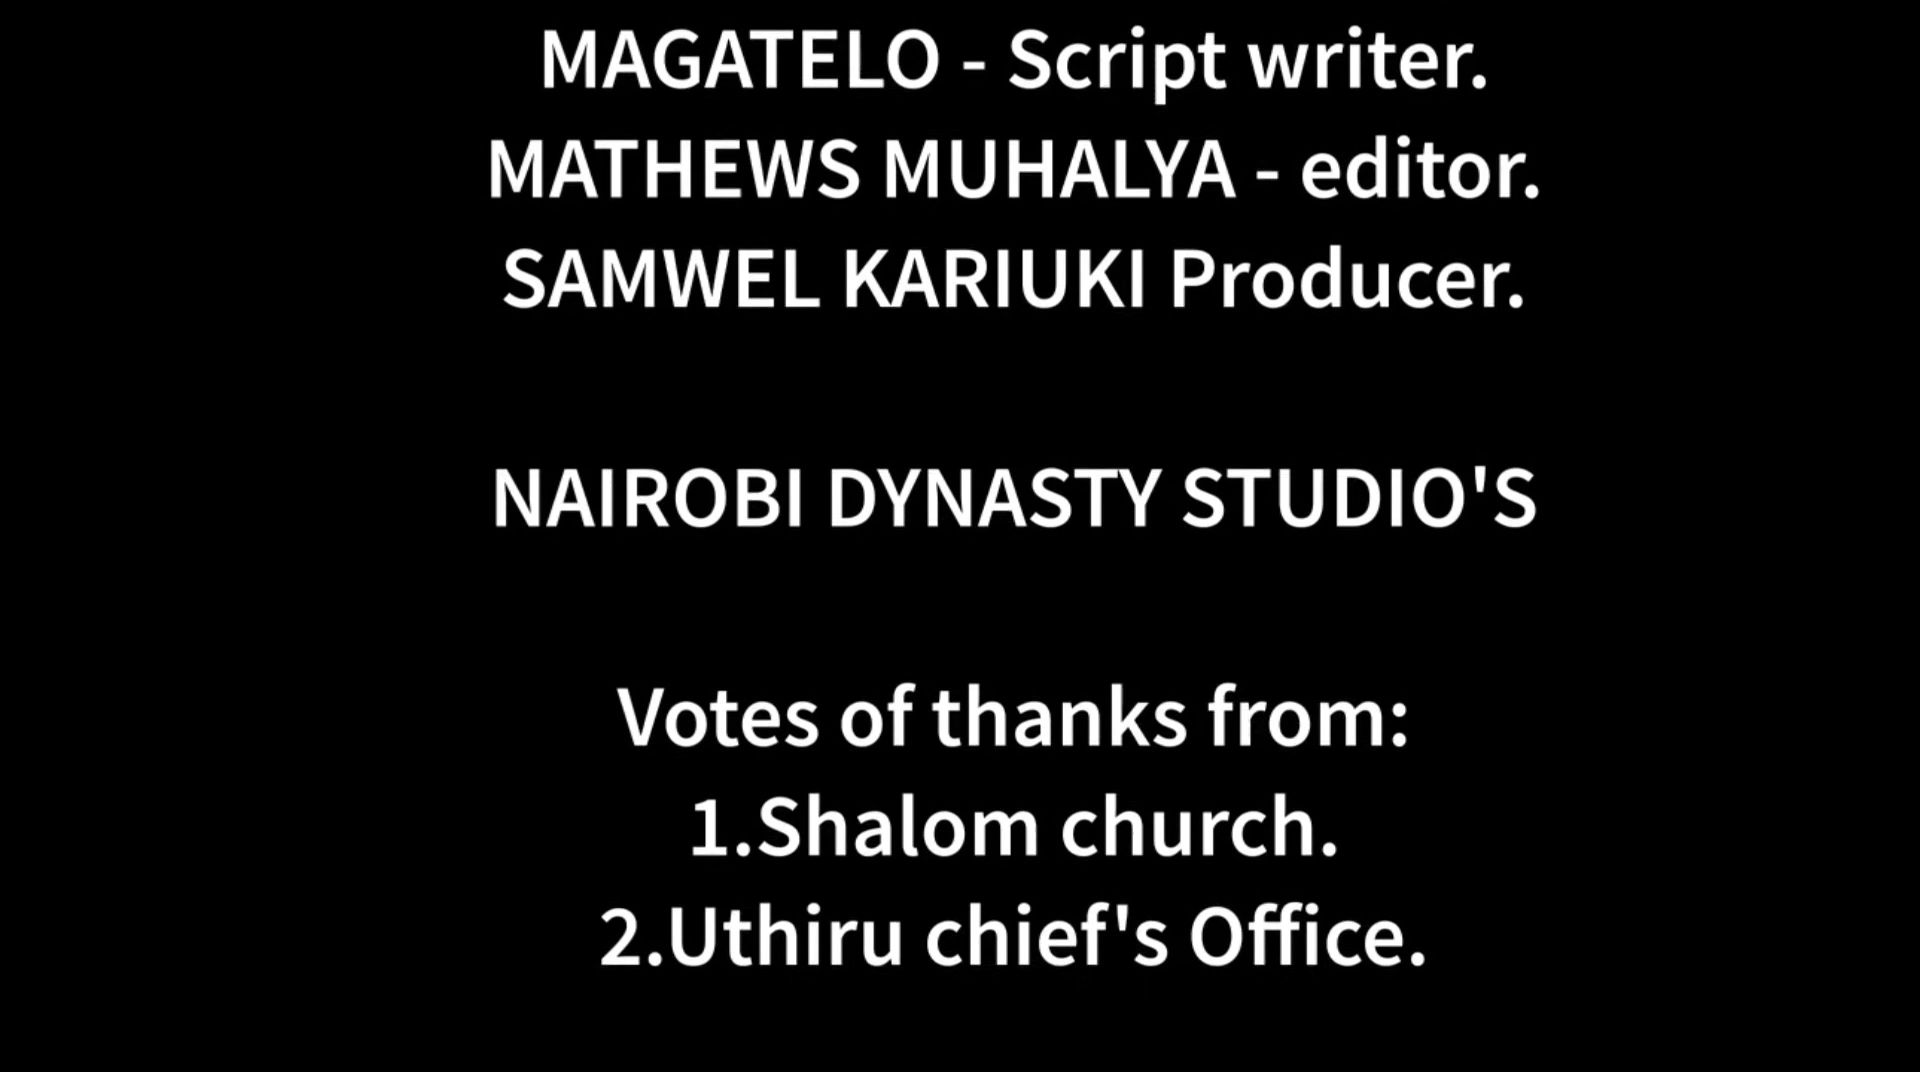 MAGATELO - Script writer.
MATHEWS MUHALYA - editor.
SAMWEL KARIUKI Producer.
NAIROBI DYNASTY STUDIO'S
Votes of thanks from:
1.Shalom church.
2.Uthiru chief's Office.